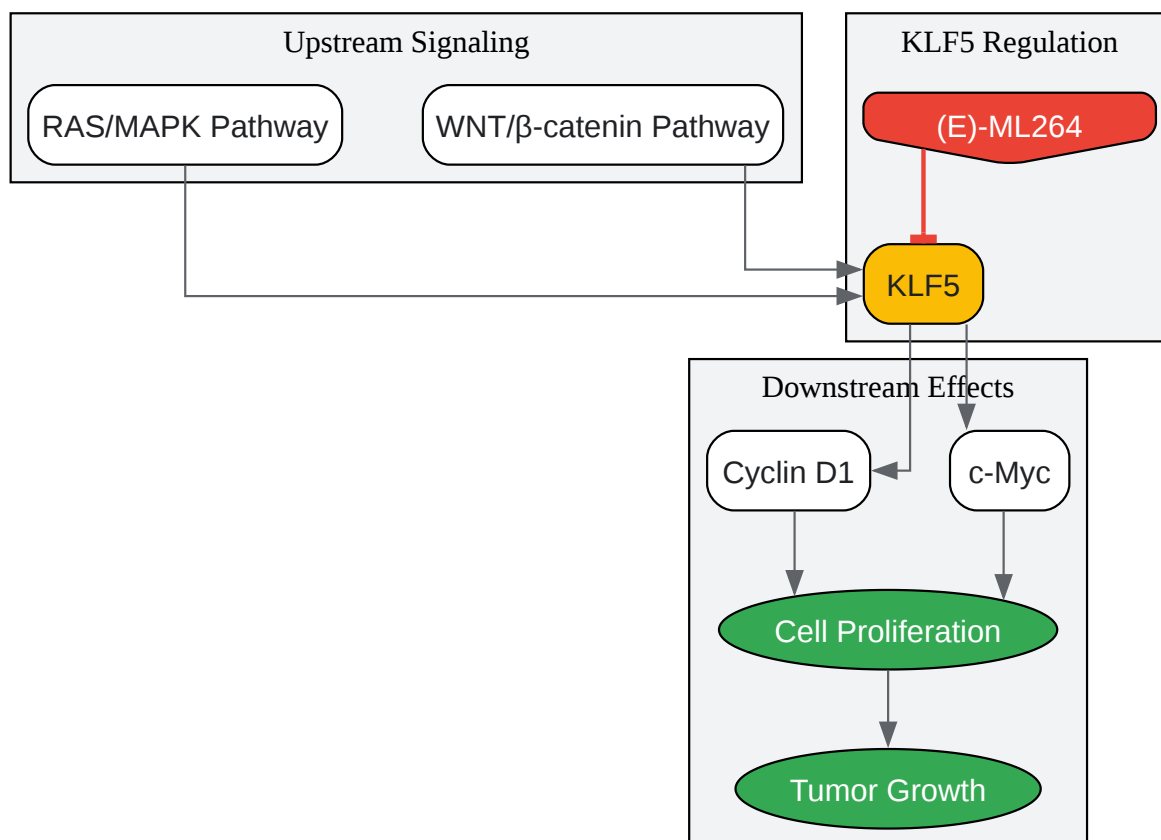 Upstream Signaling
RAS/MAPK Pathway
WNT/β-catenin Pathway
KLF5 Regulation
(E)-ML264
KLF5
Downstream Effects
Cyclin D1
c-Myc
Cell Proliferation
Tumor Growth